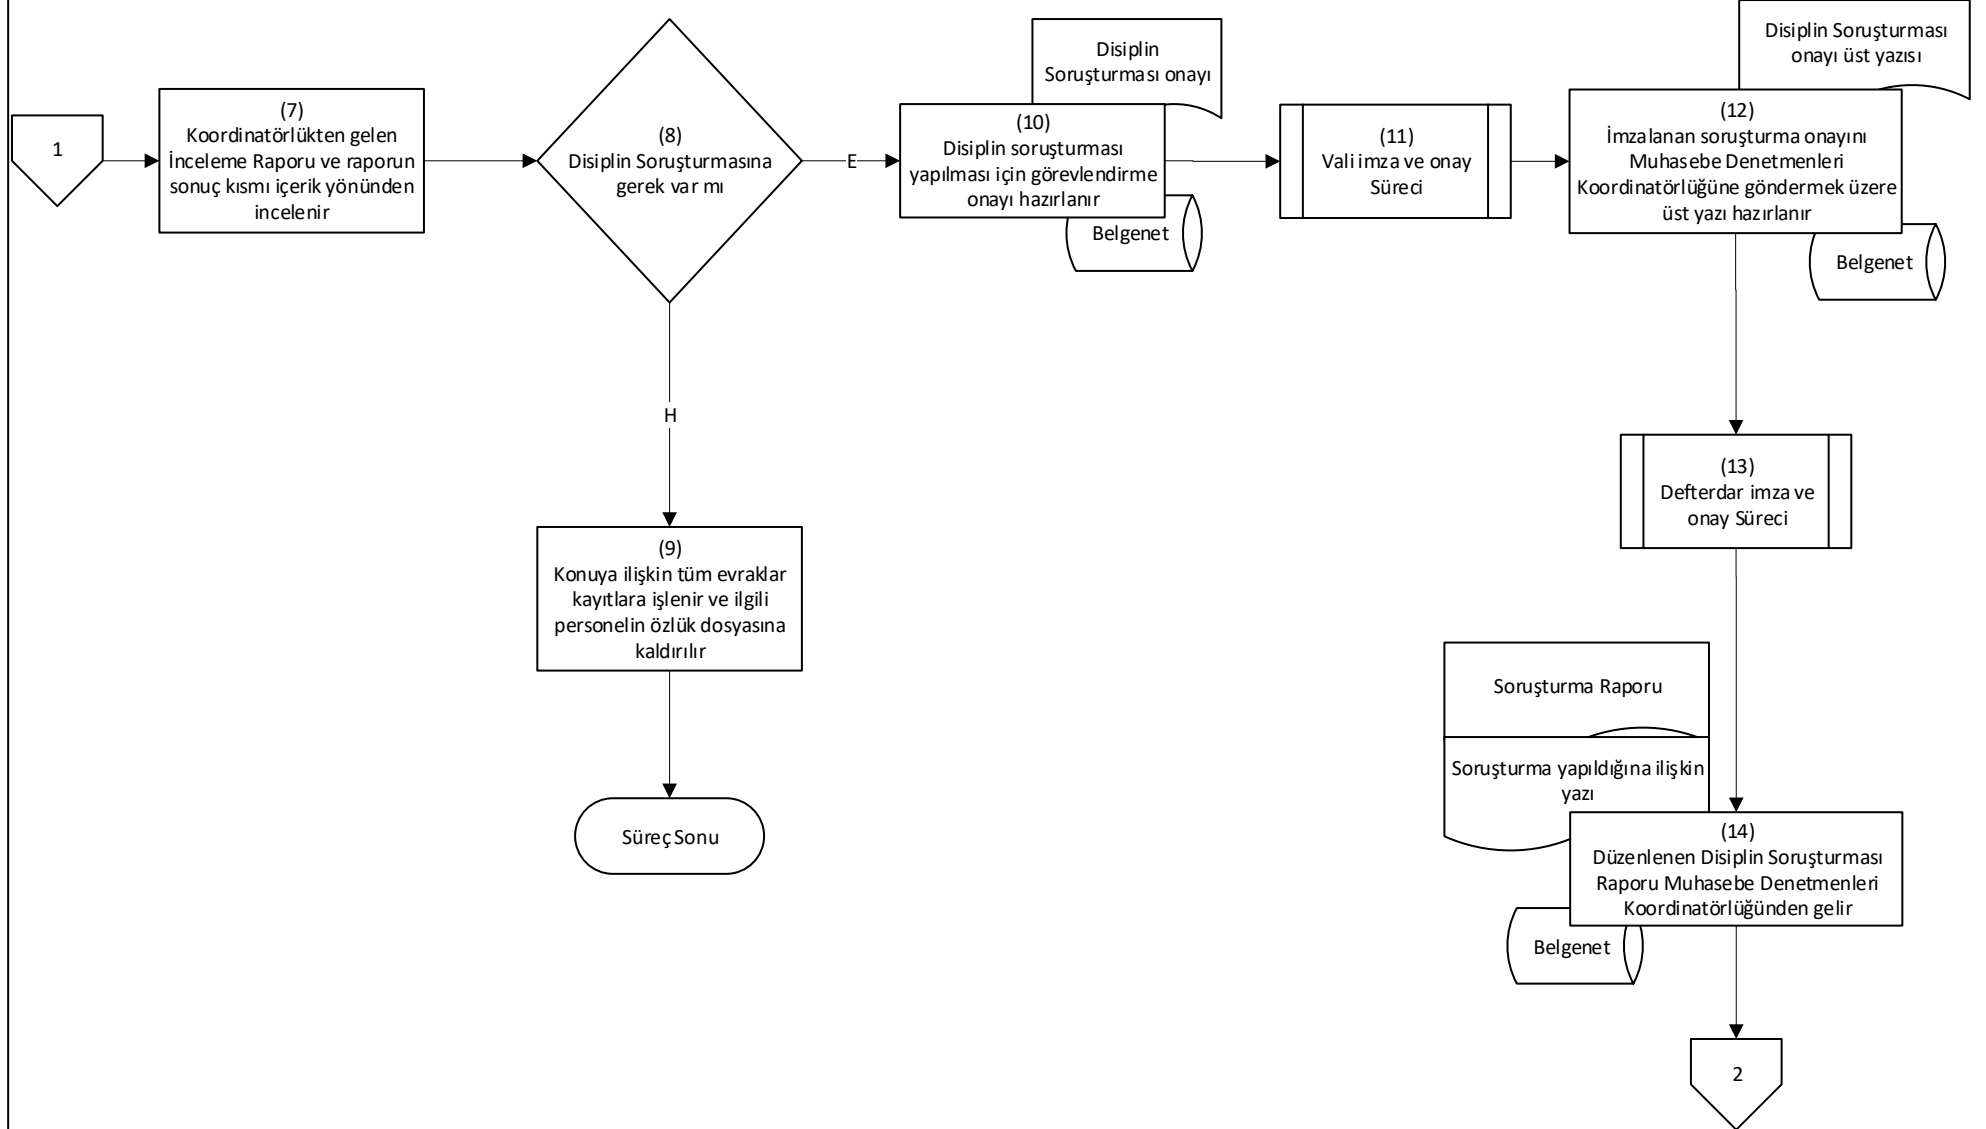 1
(7)
Koordinatörlükten gelen
İnceleme Raporu ve raporun
sonuç kısmı içerik yönünden
incelenir
(8)
Disiplin Soruşturmasına
gerek var mı
E
Disiplin
Soruşturması onayı
(10)
Disiplin soruşturması
yapılması için görevlendirme
onayı hazırlanır
Belgenet
(11)
Vali imza ve onay
Süreci
Disiplin Soruşturması
onayı üst yazısı
(12)
İmzalanan soruşturma onayını
Muhasebe Denetmenleri
Koordinatörlüğüne göndermek üzere
üst yazı hazırlanır
Belgenet
H
(9)
Konuya ilişkin tüm evraklar
kayıtlara işlenir ve ilgili
personelin özlük dosyasına
kaldırılır
Süreç Sonu
(13)
Defterdar imza ve
onay Süreci
Soruşturma Raporu
Soruşturma yapıldığına ilişkin
yazı
(14)
Düzenlenen Disiplin Soruşturması
Raporu Muhasebe Denetmenleri
Koordinatörlüğünden gelir
Belgenet
2